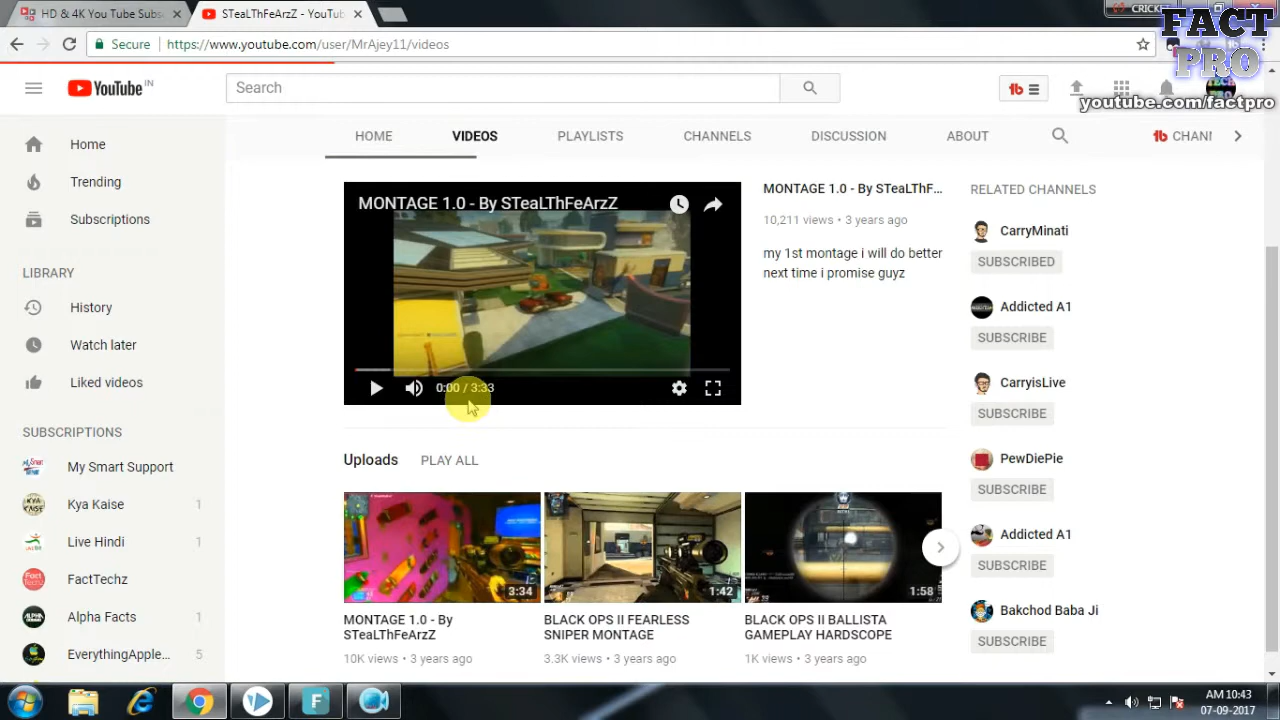 HD & 4K You Tube Subs
STeaLThFeArzZ - YouTub
CRICKET
FACT
PRO
youtube.com/factpro
Secure
https://www.youtube.com/user/MrAjey11/videos
YouTube IN
Search
tb
HOME
VIDEOS
PLAYLISTS
CHANNELS
DISCUSSION
ABOUT
tb CHANN
Home
Trending
Subscriptions
LIBRARY
History
Watch later
Liked videos
SUBSCRIPTIONS
My Smart Support
Kya Kaise 1
Live Hindi 1
FactTechz
Alpha Facts 1
EverythingApple... 5
MONTAGE 1.0 - By STeaLThFeArzZ
0:00 / 3:33
MONTAGE 1.0 - By STeaLThF...
10,211 views • 3 years ago
my 1st montage i will do better
next time i promise guyz
Uploads
PLAY ALL
3:34
MONTAGE 1.0 - By
STeaLThFeArzZ
10K views • 3 years ago
1:42
BLACK OPS II FEARLESS
SNIPER MONTAGE
3.3K views • 3 years ago
1:58
BLACK OPS II BALLISTA
GAMEPLAY HARDSCOPE
1K views • 3 years ago
RELATED CHANNELS
CarryMinati
SUBSCRIBED
Addicted A1
SUBSCRIBE
CarryisLive
SUBSCRIBE
PewDiePie
SUBSCRIBE
Addicted A1
SUBSCRIBE
Bakchod Baba Ji
SUBSCRIBE
F
AM 10:43
07-09-2017